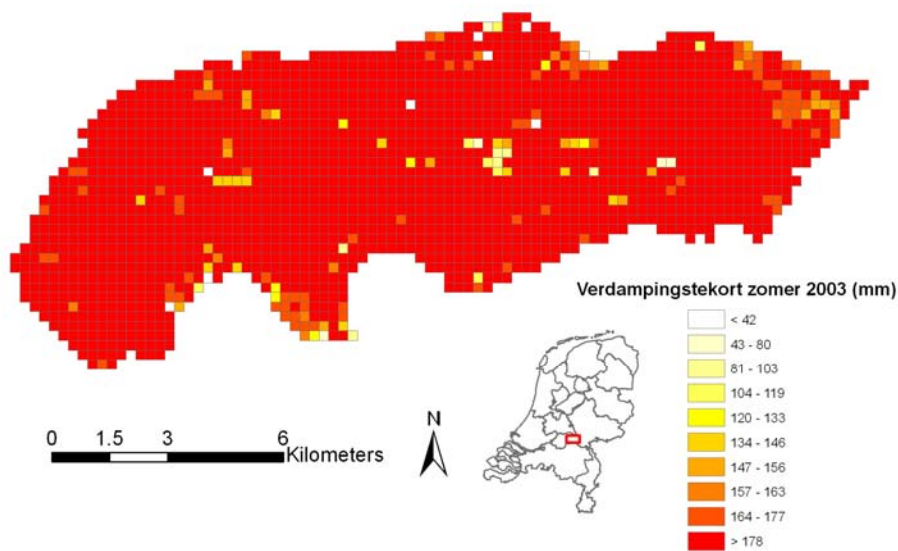 Verdampingstekort zomer 2003 (mm)
< 42
43 - 80
81 - 103
104 - 119
120 - 133
134 - 146
147 - 156
157 - 163
164 - 177
> 178
N
0 1.5 3 6
Kilometers